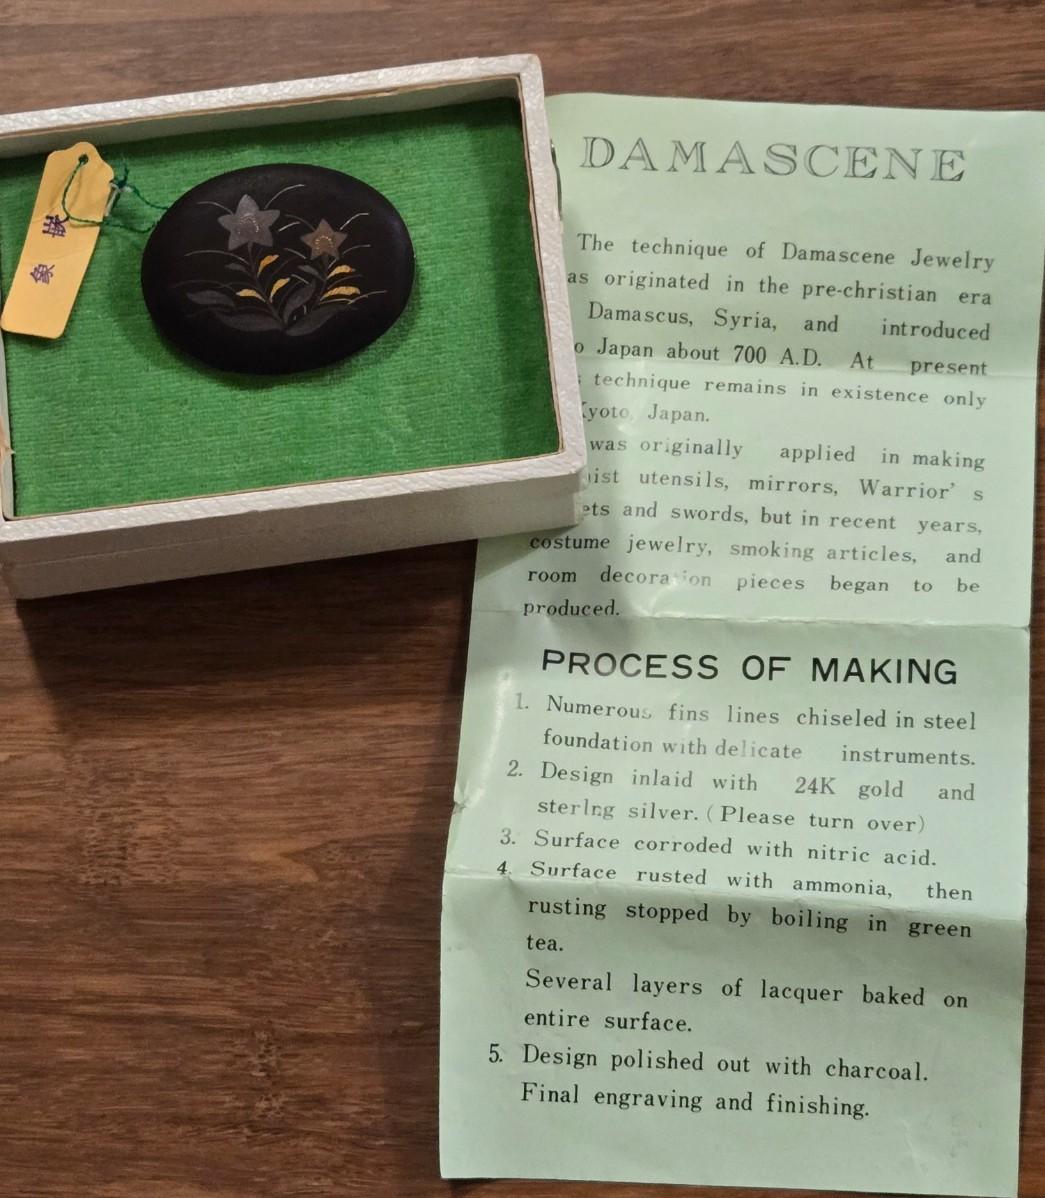 象嵌
DAMASCENE
The technique of Damascene Jewelry
as originated in the pre-christian era
Damascus, Syria, and introduced
o Japan about 700 A.D. At present
technique remains in existence only
Kyoto, Japan.
was originally applied in making
ist utensils, mirrors, Warrior' s
ets and swords, but in recent years,
costume jewelry, smoking articles, and
room decoration pieces began to be
produced.
PROCESS OF MAKING
1. Numerous fins lines chiseled in steel
foundation with delicate instruments.
2. Design inlaid with 24K gold and
sterlng silver. (Please turn over)
3. Surface corroded with nitric acid.
4. Surface rusted with ammonia, then
rusting stopped by boiling in green
tea.
Several layers of lacquer baked on
entire surface.
5. Design polished out with charcoal.
Final engraving and finishing.